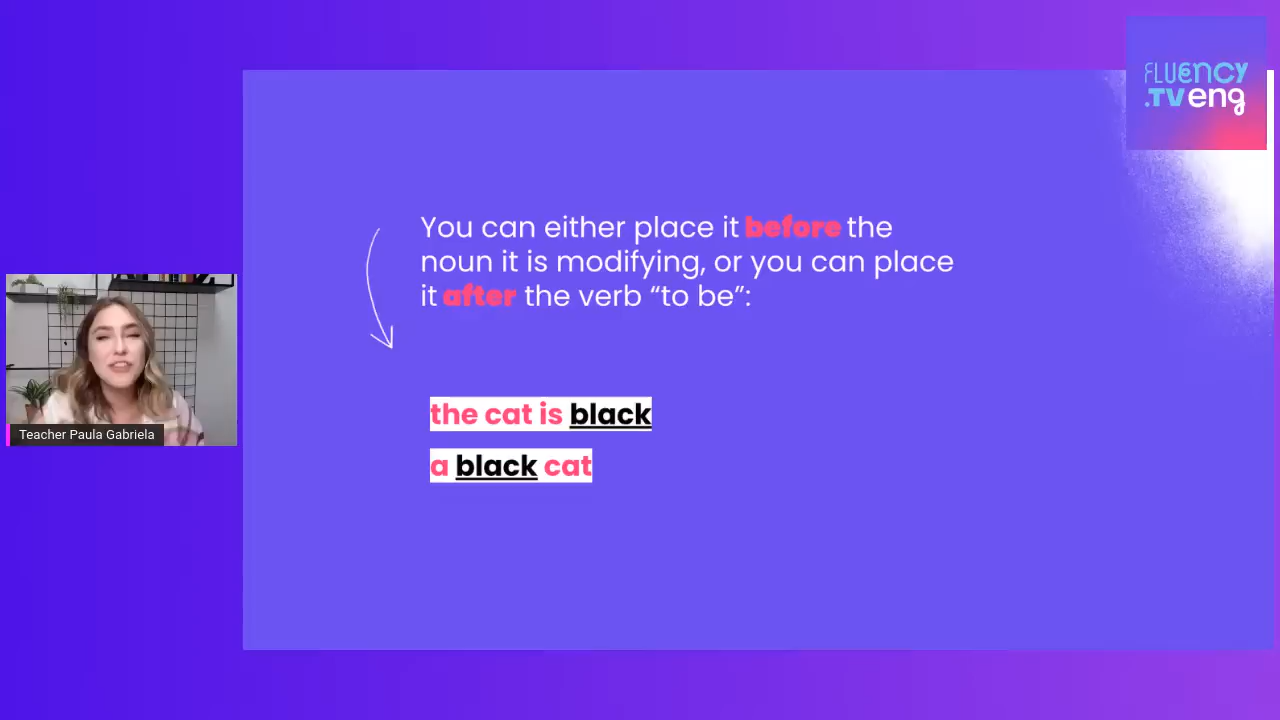 FLUENCY
.TV eng
You can either place it before the
noun it is modifying, or you can place
it after the verb “to be”:
the cat is black
a black cat
Teacher Paula Gabriela